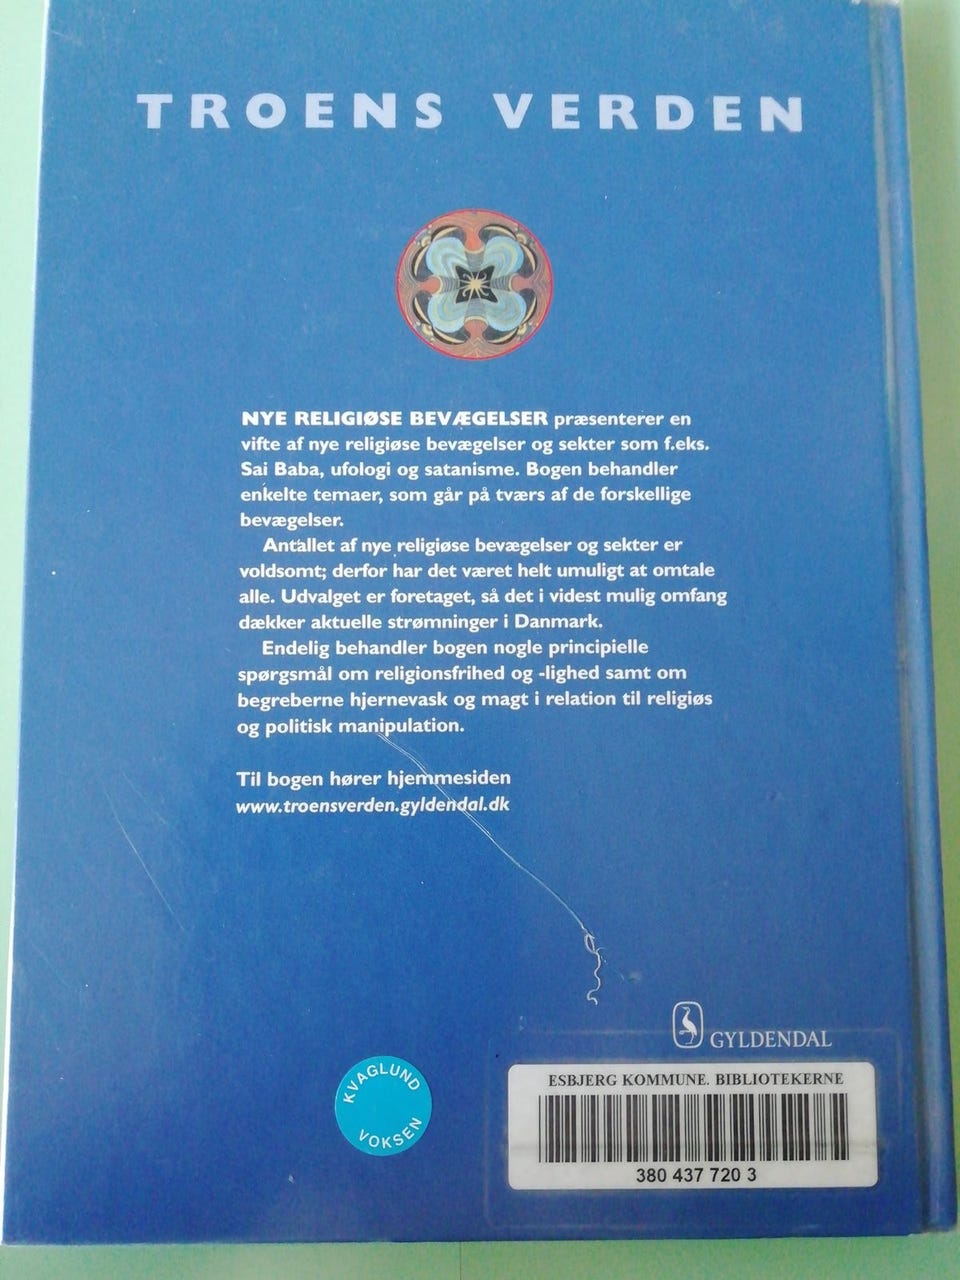 TROENS VERDEN
NYE RELIGIØSE BEVÆGELSER præsenterer en
vifte af nye religiøse bevægelser og sekter som f.eks.
Sai Baba, ufologi og satanisme. Bogen behandler
enkelte temaer, som går på tværs af de forskellige
bevægelser.
Antallet af nye religiøse bevægelser og sekter er
voldsomt; derfor har det været helt umuligt at omtale
alle. Udvalget er foretaget, så det i videst mulig omfang
dækker aktuelle strømninger i Danmark.
Endelig behandler bogen nogle principielle
spørgsmål om religionsfrihed og -lighed samt om
begreberne hjernevask og magt i relation til religiøs
og politisk manipulation.
Til bogen hører hjemmesiden
www.troensverden.gyldendal.dk
GYLDENDAL
KVAGLUND
VOKSEN
ESBJERG KOMMUNE. BIBLIOTEKERNE
380 437 720 3